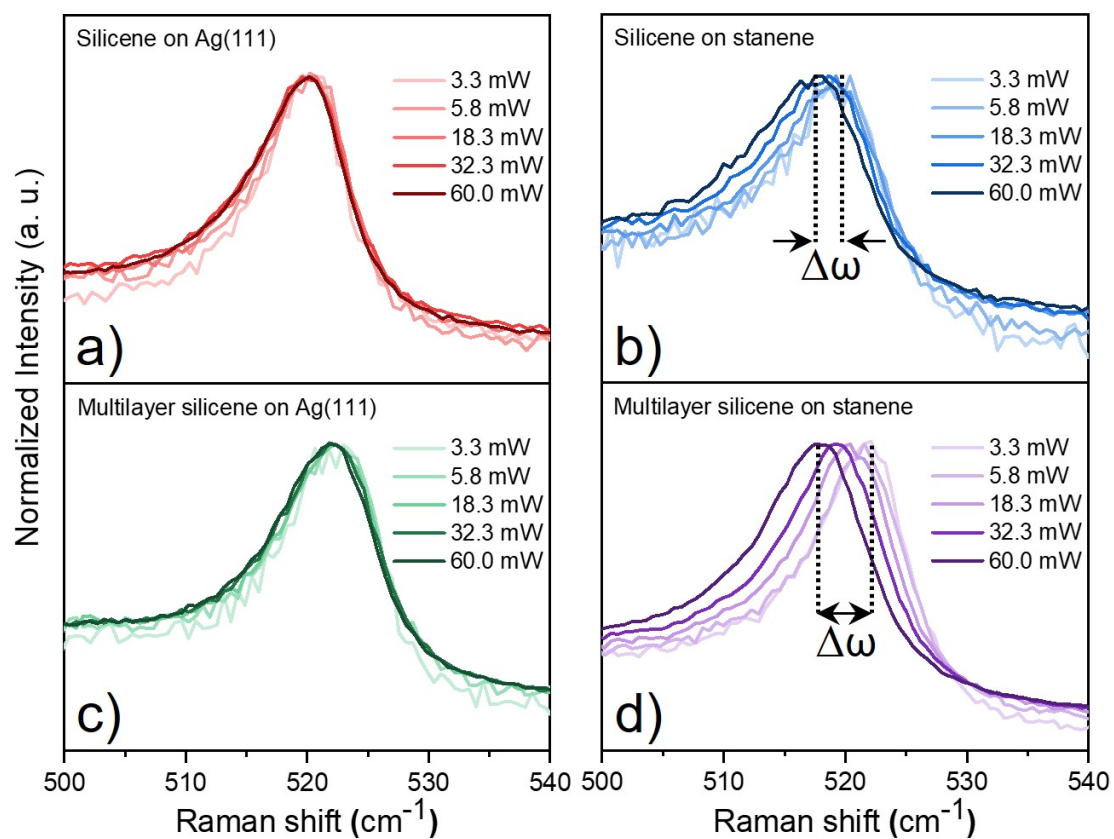 Normalized Intensity (a. u.)
Silicene on Ag(111)
3.3 mW
5.8 mW
18.3 mW
32.3 mW
60.0 mW
a)
Silicene on stanene
3.3 mW
5.8 mW
18.3 mW
32.3 mW
60.0 mW
Δω
b)
Multilayer silicene on Ag(111)
3.3 mW
5.8 mW
18.3 mW
32.3 mW
60.0 mW
c)
500 510 520 530 540
Raman shift (cm⁻¹)
Multilayer silicene on stanene
3.3 mW
5.8 mW
18.3 mW
32.3 mW
60.0 mW
Δω
d)
500 510 520 530 540
Raman shift (cm⁻¹)